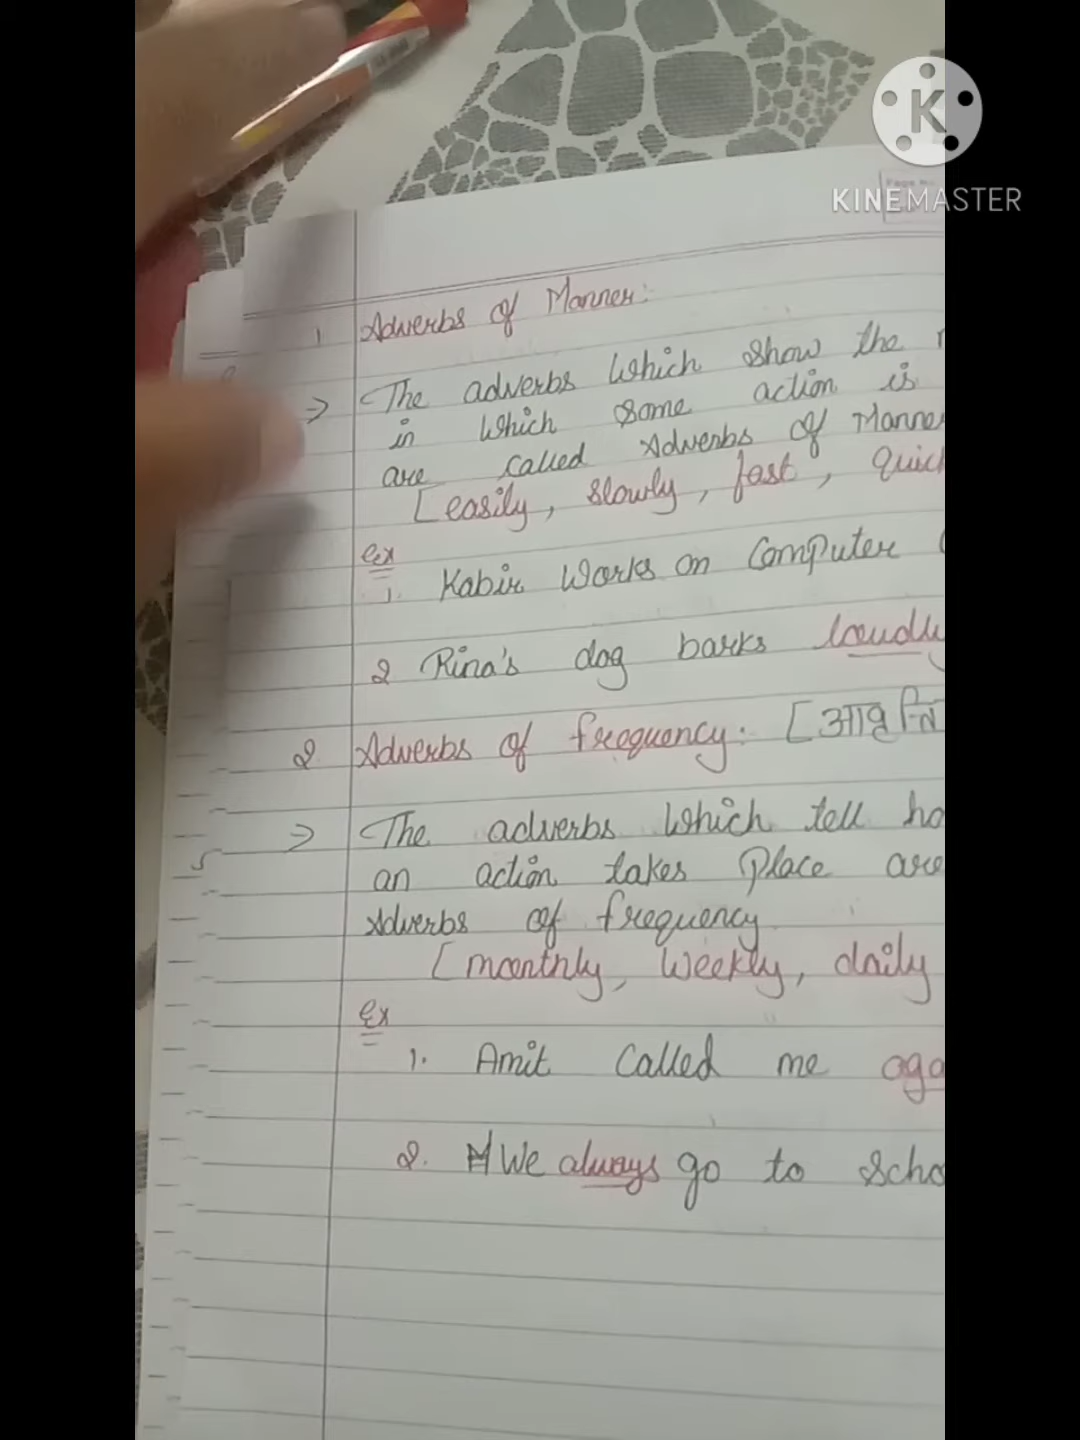 K
KINEMASTER
1 Adverbs of Manner:
⇒ The adverbs which show the
in which some action is
are called Adverbs of Manne
[easily, slowly, fast, quick
Ex
1. Kabir works on Computer
2 Rina's dog barks loudly
2 Adverbs of frequency: [आवृत्ति
⇒ The adverbs which tell ho
an action takes place are
Adverbs of frequency
[monthly, weekly, daily
Ex
1. Amit called me aga
2. We always go to scho